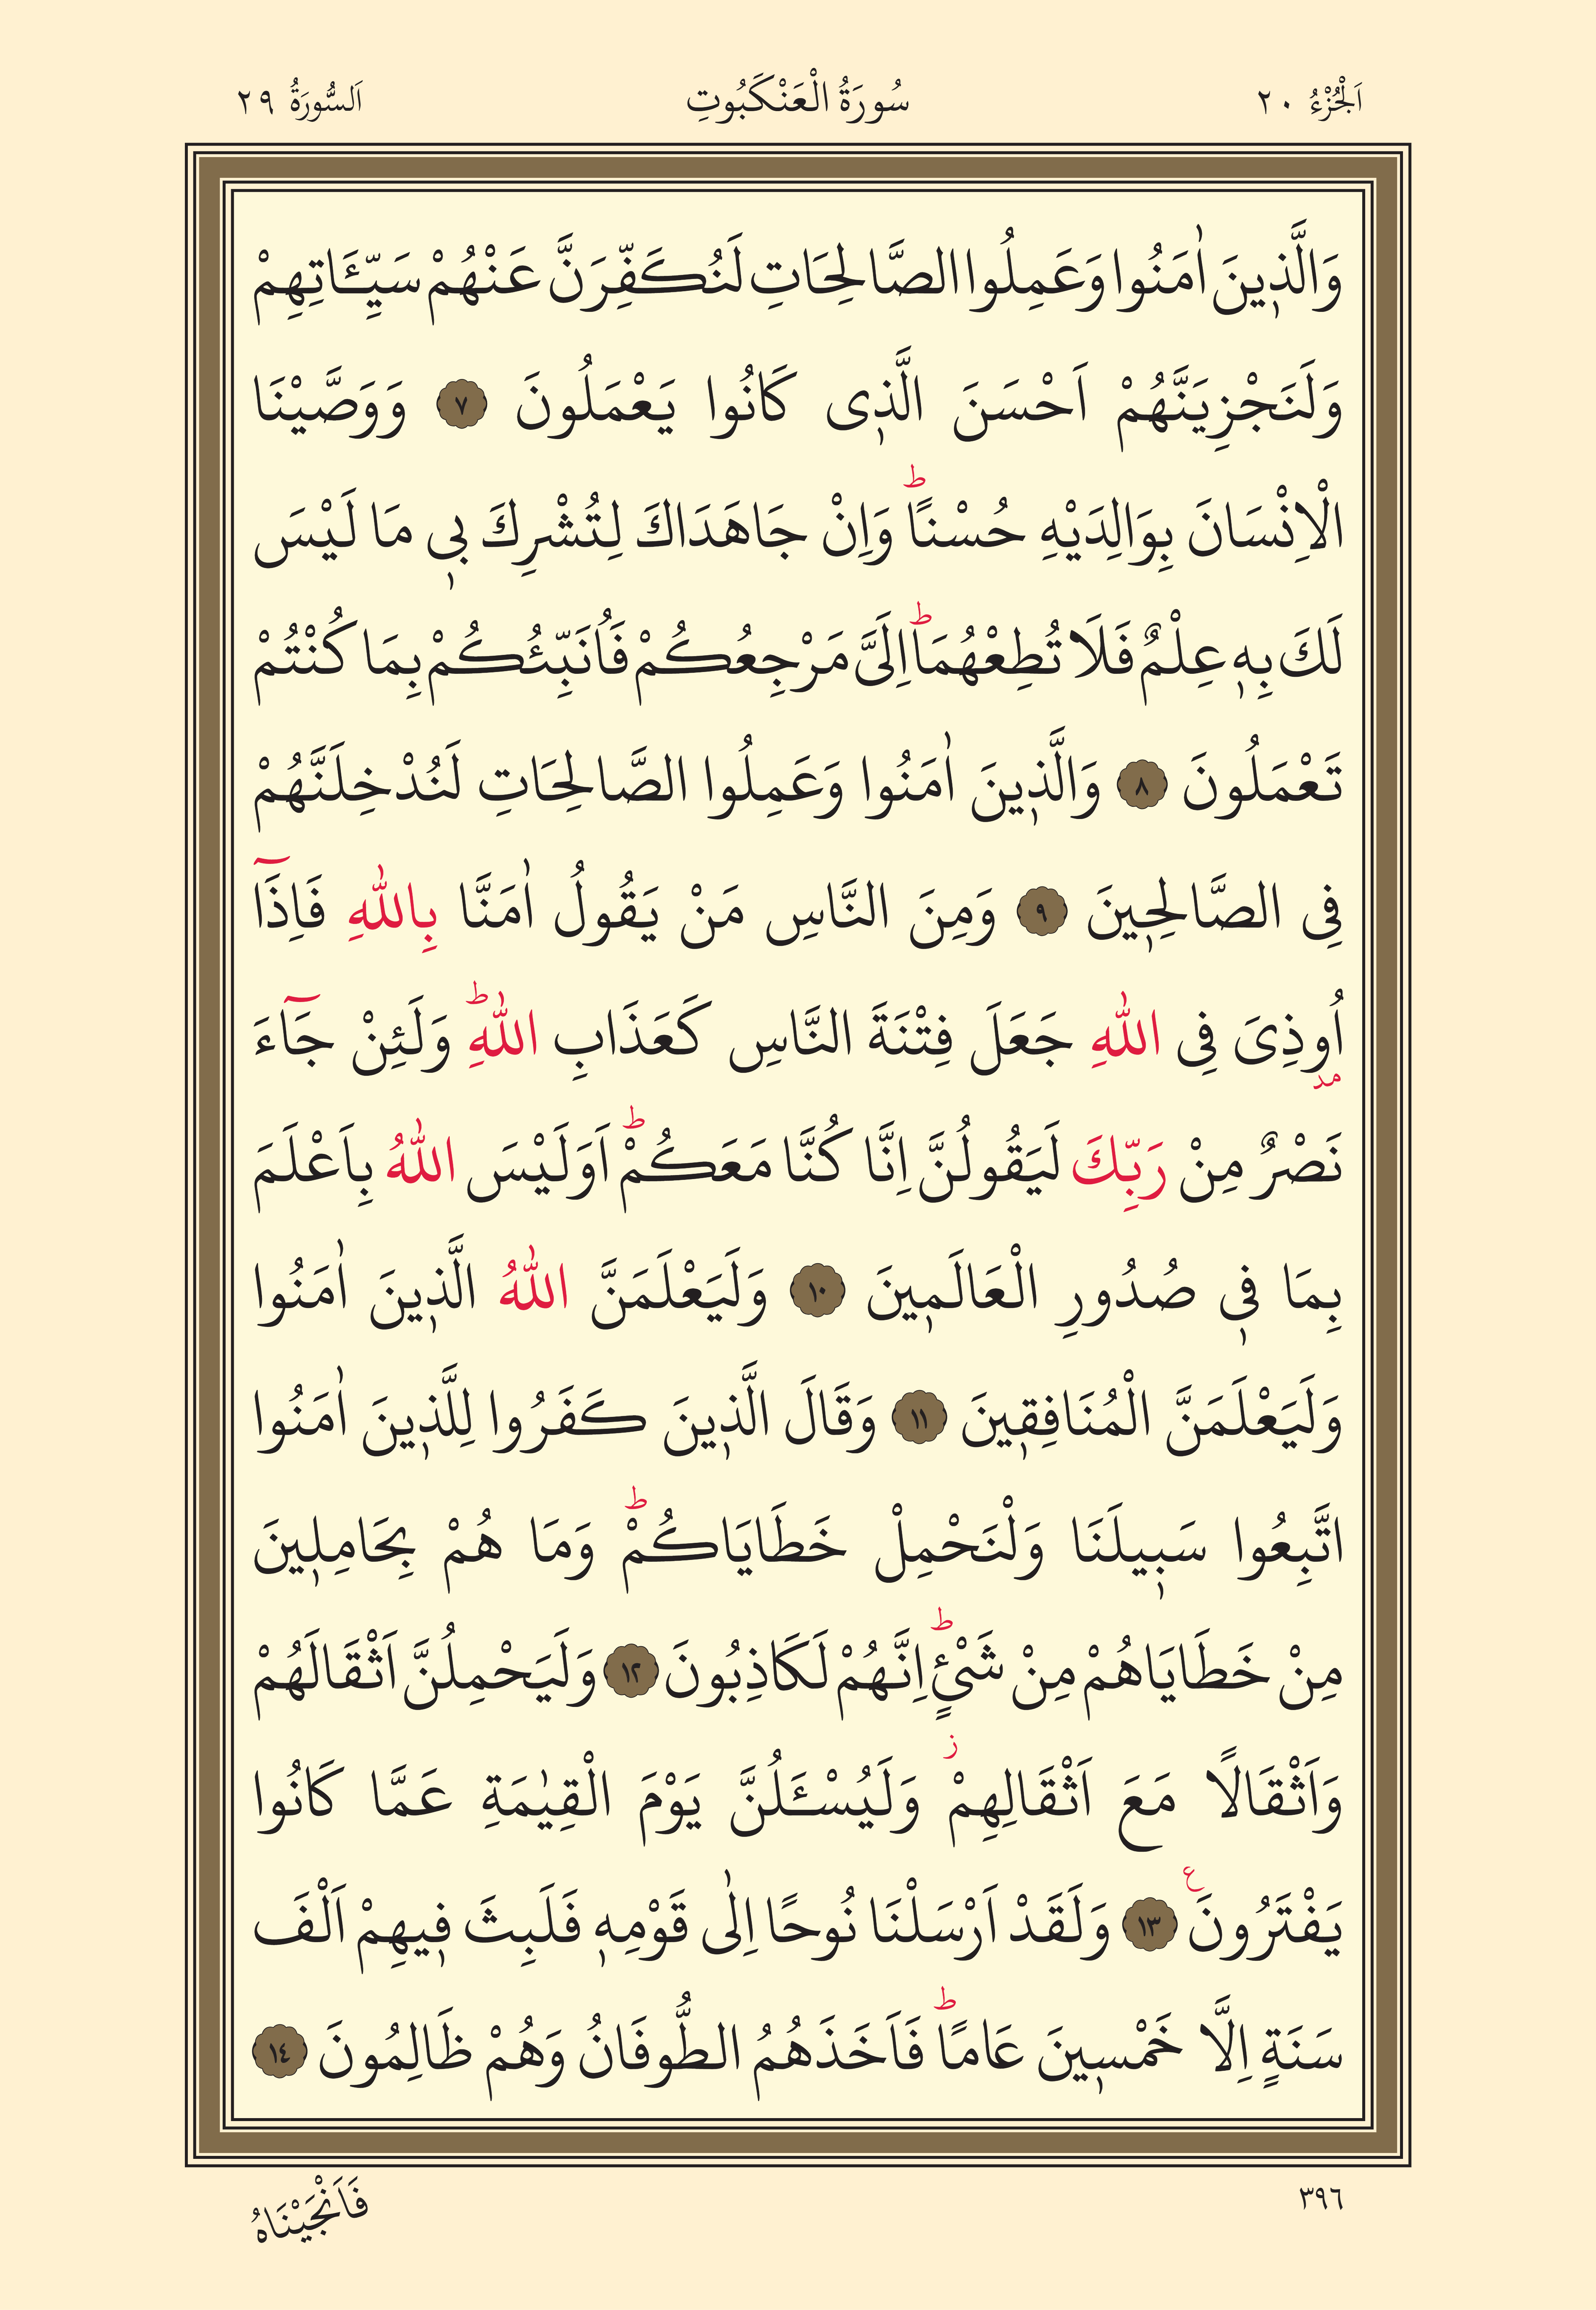 اَلْجُزْءُ ٢٠ سُورَةُ الْعَنْكَبُوتِ اَلسُّورَةُ ٢٩
وَالَّذ۪ينَ اٰمَنُوا وَعَمِلُوا الصَّالِحَاتِ لَنُكَفِّرَنَّ عَنْهُمْ سَيِّـَٔاتِهِمْ
وَلَنَجْزِيَنَّهُمْ اَحْسَنَ الَّذ۪ى كَانُوا يَعْمَلُونَ ٧ وَوَصَّيْنَا
الْاِنْسَانَ بِوَالِدَيْهِ حُسْنًاۜ وَاِنْ جَاهَدَاكَ لِتُشْرِكَ ب۪ى مَا لَيْسَ
لَكَ بِه۪ عِلْمٌ فَلَا تُطِعْهُمَاۜ اِلَىَّ مَرْجِعُكُمْ فَاُنَبِّئُكُمْ بِمَا كُنْتُمْ
تَعْمَلُونَ ٨ وَالَّذ۪ينَ اٰمَنُوا وَعَمِلُوا الصَّالِحَاتِ لَنُدْخِلَنَّهُمْ
فِى الصَّالِح۪ينَ ٩ وَمِنَ النَّاسِ مَنْ يَقُولُ اٰمَنَّا بِاللّٰهِ فَاِذَٓا
اُو۫ذِىَ فِى اللّٰهِ جَعَلَ فِتْنَةَ النَّاسِ كَعَذَابِ اللّٰهِۜ وَلَئِنْ جَٓاءَ
نَصْرٌ مِنْ رَبِّكَ لَيَقُولُنَّ اِنَّا كُنَّا مَعَكُمْۜ اَوَلَيْسَ اللّٰهُ بِاَعْلَمَ
بِمَا ف۪ى صُدُورِ الْعَالَم۪ينَ ١٠ وَلَيَعْلَمَنَّ اللّٰهُ الَّذ۪ينَ اٰمَنُوا
وَلَيَعْلَمَنَّ الْمُنَافِق۪ينَ ١١ وَقَالَ الَّذ۪ينَ كَفَرُوا لِلَّذ۪ينَ اٰمَنُوا
اتَّبِعُوا سَب۪يلَنَا وَلْنَحْمِلْ خَطَايَاكُمْۜ وَمَا هُمْ بِحَامِل۪ينَ
مِنْ خَطَايَاهُمْ مِنْ شَىْءٍۜ اِنَّهُمْ لَكَاذِبُونَ ١٢ وَلَيَحْمِلُنَّ اَثْقَالَهُمْ
وَاَثْقَالًا مَعَ اَثْقَالِهِمْۘ وَلَيُسْـَٔلُنَّ يَوْمَ الْقِيٰمَةِ عَمَّا كَانُوا
يَفْتَرُونَ۟ ١٣ وَلَقَدْ اَرْسَلْنَا نُوحًا اِلٰى قَوْمِه۪ فَلَبِثَ ف۪يهِمْ اَلْفَ
سَنَةٍ اِلَّا خَمْس۪ينَ عَامًاۜ فَاَخَذَهُمُ الطُّوفَانُ وَهُمْ ظَالِمُونَ ١٤
٣٩٦ فَاَنْجَيْنَاهُ